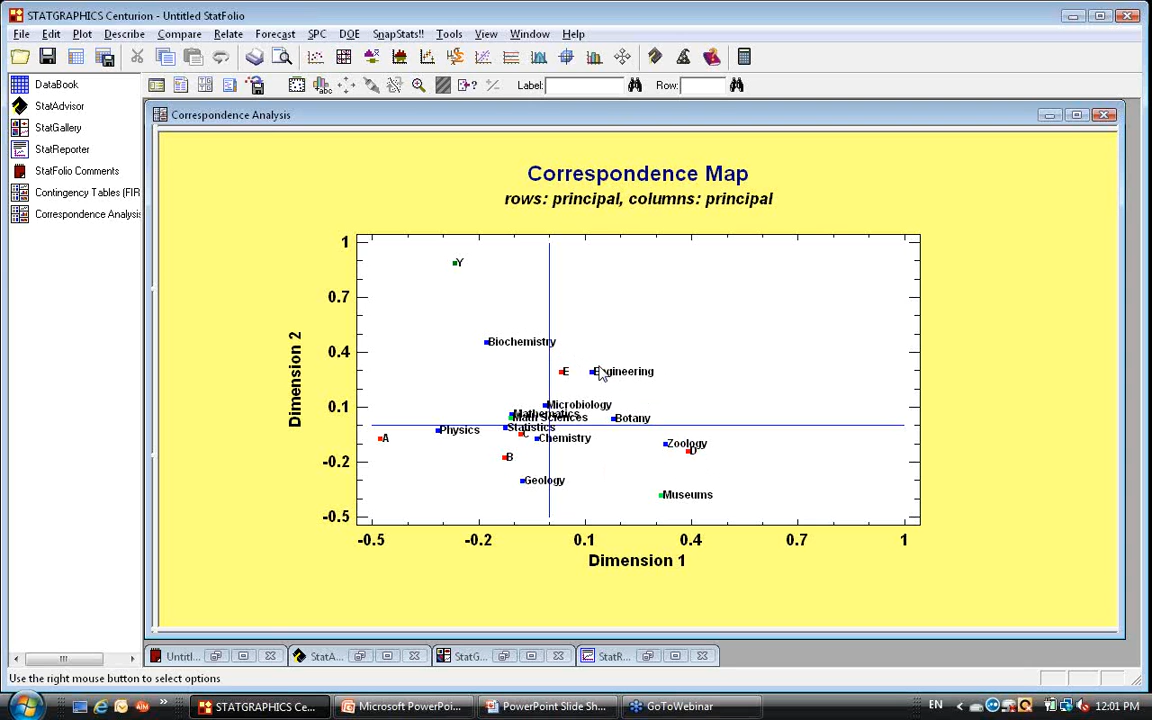 STATGRAPHICS Centurion - Untitled StatFolio
File Edit Plot Describe Compare Relate Forecast SPC DOE SnapStats!! Tools View Window Help
Label: Row:
DataBook
StatAdvisor
StatGallery
StatReporter
StatFolio Comments
Contingency Tables (FIR
Correspondence Analysis
Correspondence Analysis
Correspondence Map
rows: principal, columns: principal
1
0.7
0.4
0.1
-0.2
-0.5
Dimension 2
Y
Biochemistry
E
Engineering
Microbiology
Mathematics
Math Sciences
Botany
Statistics
Physics
C
Chemistry
A
Zoology
D
B
Geology
Museums
-0.5 -0.2 0.1 0.4 0.7 1
Dimension 1
Untitl... StatA... StatG... StatR...
Use the right mouse button to select options
STATGRAPHICS Ce... Microsoft PowerPoi... PowerPoint Slide Sh... GoToWebinar EN 12:01 PM